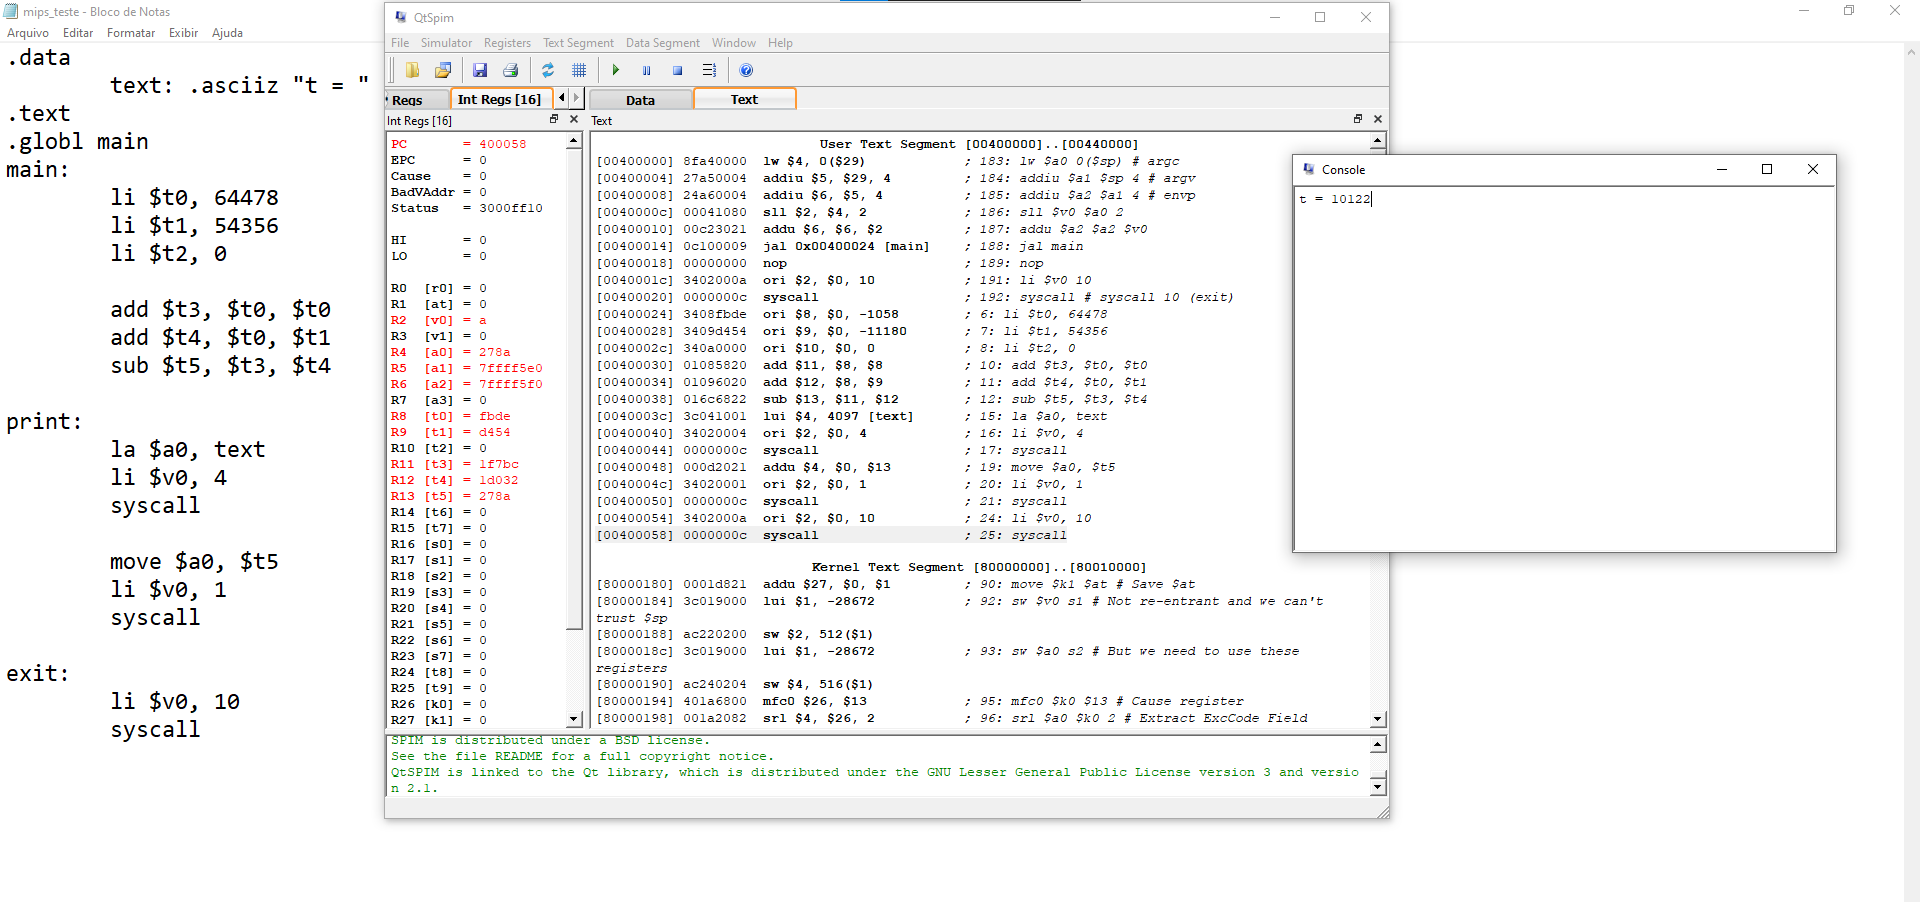 mips_teste - Bloco de Notas
Arquivo Editar Formatar Exibir Ajuda
.data
text: .asciiz "t = "
.text
.globl main
main:
li $t0, 64478
li $t1, 54356
li $t2, 0
add $t3, $t0, $t0
add $t4, $t0, $t1
sub $t5, $t3, $t4
print:
la $a0, text
li $v0, 4
syscall
move $a0, $t5
li $v0, 1
syscall
exit:
li $v0, 10
syscall
QtSpim
File Simulator Registers Text Segment Data Segment Window Help
Regs Int Regs [16] Data Text
Int Regs [16]
PC = 400058
EPC = 0
Cause = 0
BadVAddr = 0
Status = 3000ff10
HI = 0
LO = 0
R0 [r0] = 0
R1 [at] = 0
R2 [v0] = a
R3 [v1] = 0
R4 [a0] = 278a
R5 [a1] = 7ffff5e0
R6 [a2] = 7ffff5f0
R7 [a3] = 0
R8 [t0] = fbde
R9 [t1] = d454
R10 [t2] = 0
R11 [t3] = 1f7bc
R12 [t4] = 1d032
R13 [t5] = 278a
R14 [t6] = 0
R15 [t7] = 0
R16 [s0] = 0
R17 [s1] = 0
R18 [s2] = 0
R19 [s3] = 0
R20 [s4] = 0
R21 [s5] = 0
R22 [s6] = 0
R23 [s7] = 0
R24 [t8] = 0
R25 [t9] = 0
R26 [k0] = 0
R27 [k1] = 0
Text
User Text Segment [00400000]..[00440000]
[00400000] 8fa40000 lw $4, 0($29) ; 183: lw $a0 0($sp) # argc
[00400004] 27a50004 addiu $5, $29, 4 ; 184: addiu $a1 $sp 4 # argv
[00400008] 24a60004 addiu $6, $5, 4 ; 185: addiu $a2 $a1 4 # envp
[0040000c] 00041080 sll $2, $4, 2 ; 186: sll $v0 $a0 2
[00400010] 00c23021 addu $6, $6, $2 ; 187: addu $a2 $a2 $v0
[00400014] 0c100009 jal 0x00400024 [main] ; 188: jal main
[00400018] 00000000 nop ; 189: nop
[0040001c] 3402000a ori $2, $0, 10 ; 191: li $v0 10
[00400020] 0000000c syscall ; 192: syscall # syscall 10 (exit)
[00400024] 3408fbde ori $8, $0, -1058 ; 6: li $t0, 64478
[00400028] 3409d454 ori $9, $0, -11180 ; 7: li $t1, 54356
[0040002c] 340a0000 ori $10, $0, 0 ; 8: li $t2, 0
[00400030] 01085820 add $11, $8, $8 ; 10: add $t3, $t0, $t0
[00400034] 01096020 add $12, $8, $9 ; 11: add $t4, $t0, $t1
[00400038] 016c6822 sub $13, $11, $12 ; 12: sub $t5, $t3, $t4
[0040003c] 3c041001 lui $4, 4097 [text] ; 15: la $a0, text
[00400040] 34020004 ori $2, $0, 4 ; 16: li $v0, 4
[00400044] 0000000c syscall ; 17: syscall
[00400048] 000d2021 addu $4, $0, $13 ; 19: move $a0, $t5
[0040004c] 34020001 ori $2, $0, 1 ; 20: li $v0, 1
[00400050] 0000000c syscall ; 21: syscall
[00400054] 3402000a ori $2, $0, 10 ; 24: li $v0, 10
[00400058] 0000000c syscall ; 25: syscall
Kernel Text Segment [80000000]..[80010000]
[80000180] 0001d821 addu $27, $0, $1 ; 90: move $k1 $at # Save $at
[80000184] 3c019000 lui $1, -28672 ; 92: sw $v0 s1 # Not re-entrant and we can't
trust $sp
[80000188] ac220200 sw $2, 512($1)
[8000018c] 3c019000 lui $1, -28672 ; 93: sw $a0 s2 # But we need to use these
registers
[80000190] ac240204 sw $4, 516($1)
[80000194] 401a6800 mfc0 $26, $13 ; 95: mfc0 $k0 $13 # Cause register
[80000198] 001a2082 srl $4, $26, 2 ; 96: srl $a0 $k0 2 # Extract ExcCode Field
SPIM is distributed under a BSD license.
See the file README for a full copyright notice.
QtSPIM is linked to the Qt library, which is distributed under the GNU Lesser General Public License version 3 and versio
n 2.1.
Console
t = 10122